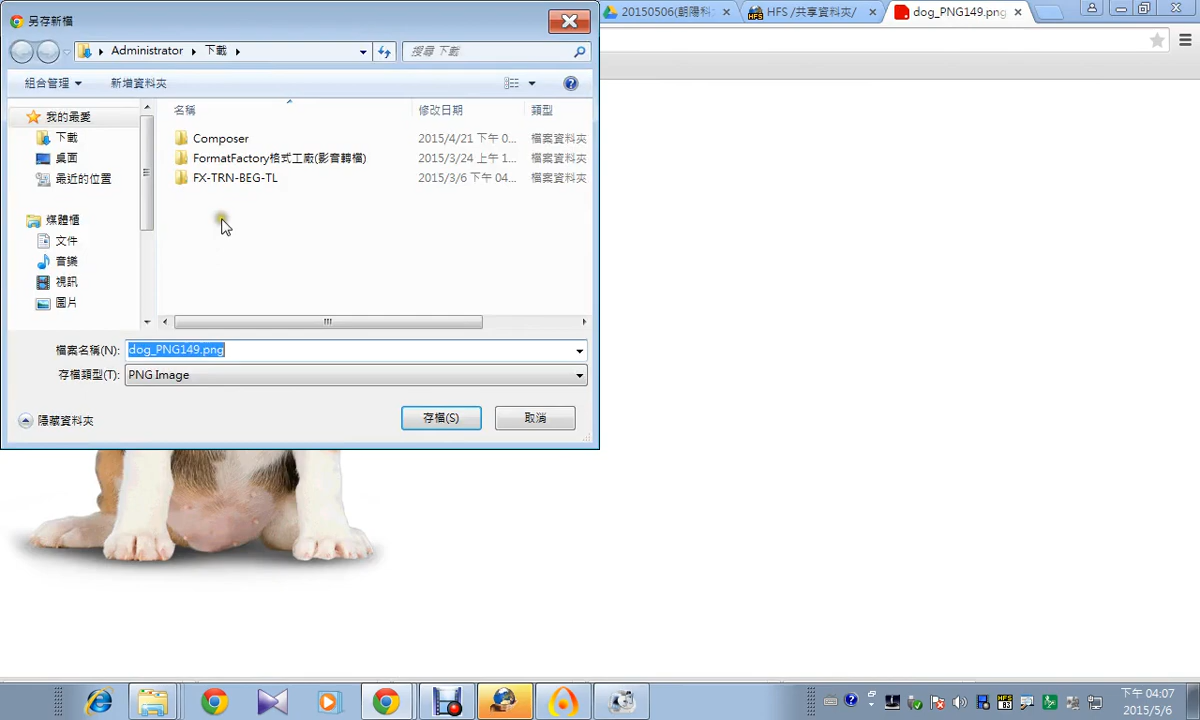 另存新檔
20150506(朝陽科
HFS /共享資料夾/
dog_PNG149.png
Administrator
下載
搜尋 下載
組合管理
新增資料夾
我的最愛
下載
桌面
最近的位置
媒體櫃
文件
音樂
視訊
圖片
名稱
修改日期
類型
Composer
2015/4/21 下午 0...
檔案資料夾
FormatFactory格式工廠(影音轉檔)
2015/3/24 上午 1...
檔案資料夾
FX-TRN-BEG-TL
2015/3/6 下午 04...
檔案資料夾
檔案名稱(N):
dog_PNG149.png
存檔類型(T):
PNG Image
隱藏資料夾
存檔(S)
取消
下午 04:07
2015/5/6